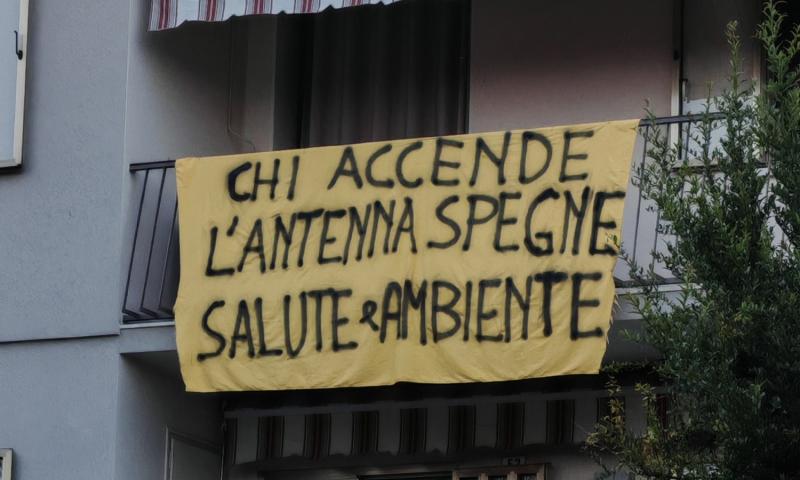 CHI ACCENDE
L'ANTENNA SPEGNE
SALUTE & AMBIENTE